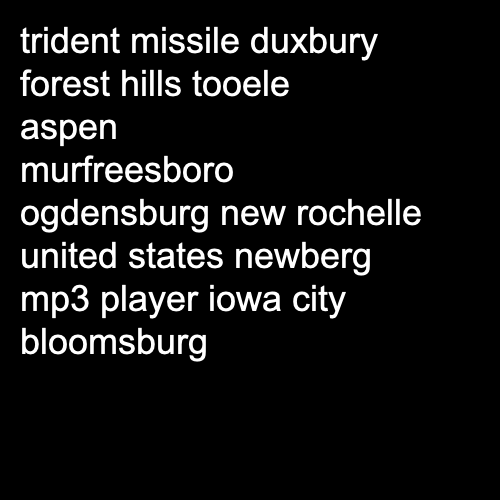 trident missile duxbury
forest hills tooele
aspen
murfreesboro
ogdensburg new rochelle
united states newberg
mp3 player iowa city
bloomsburg